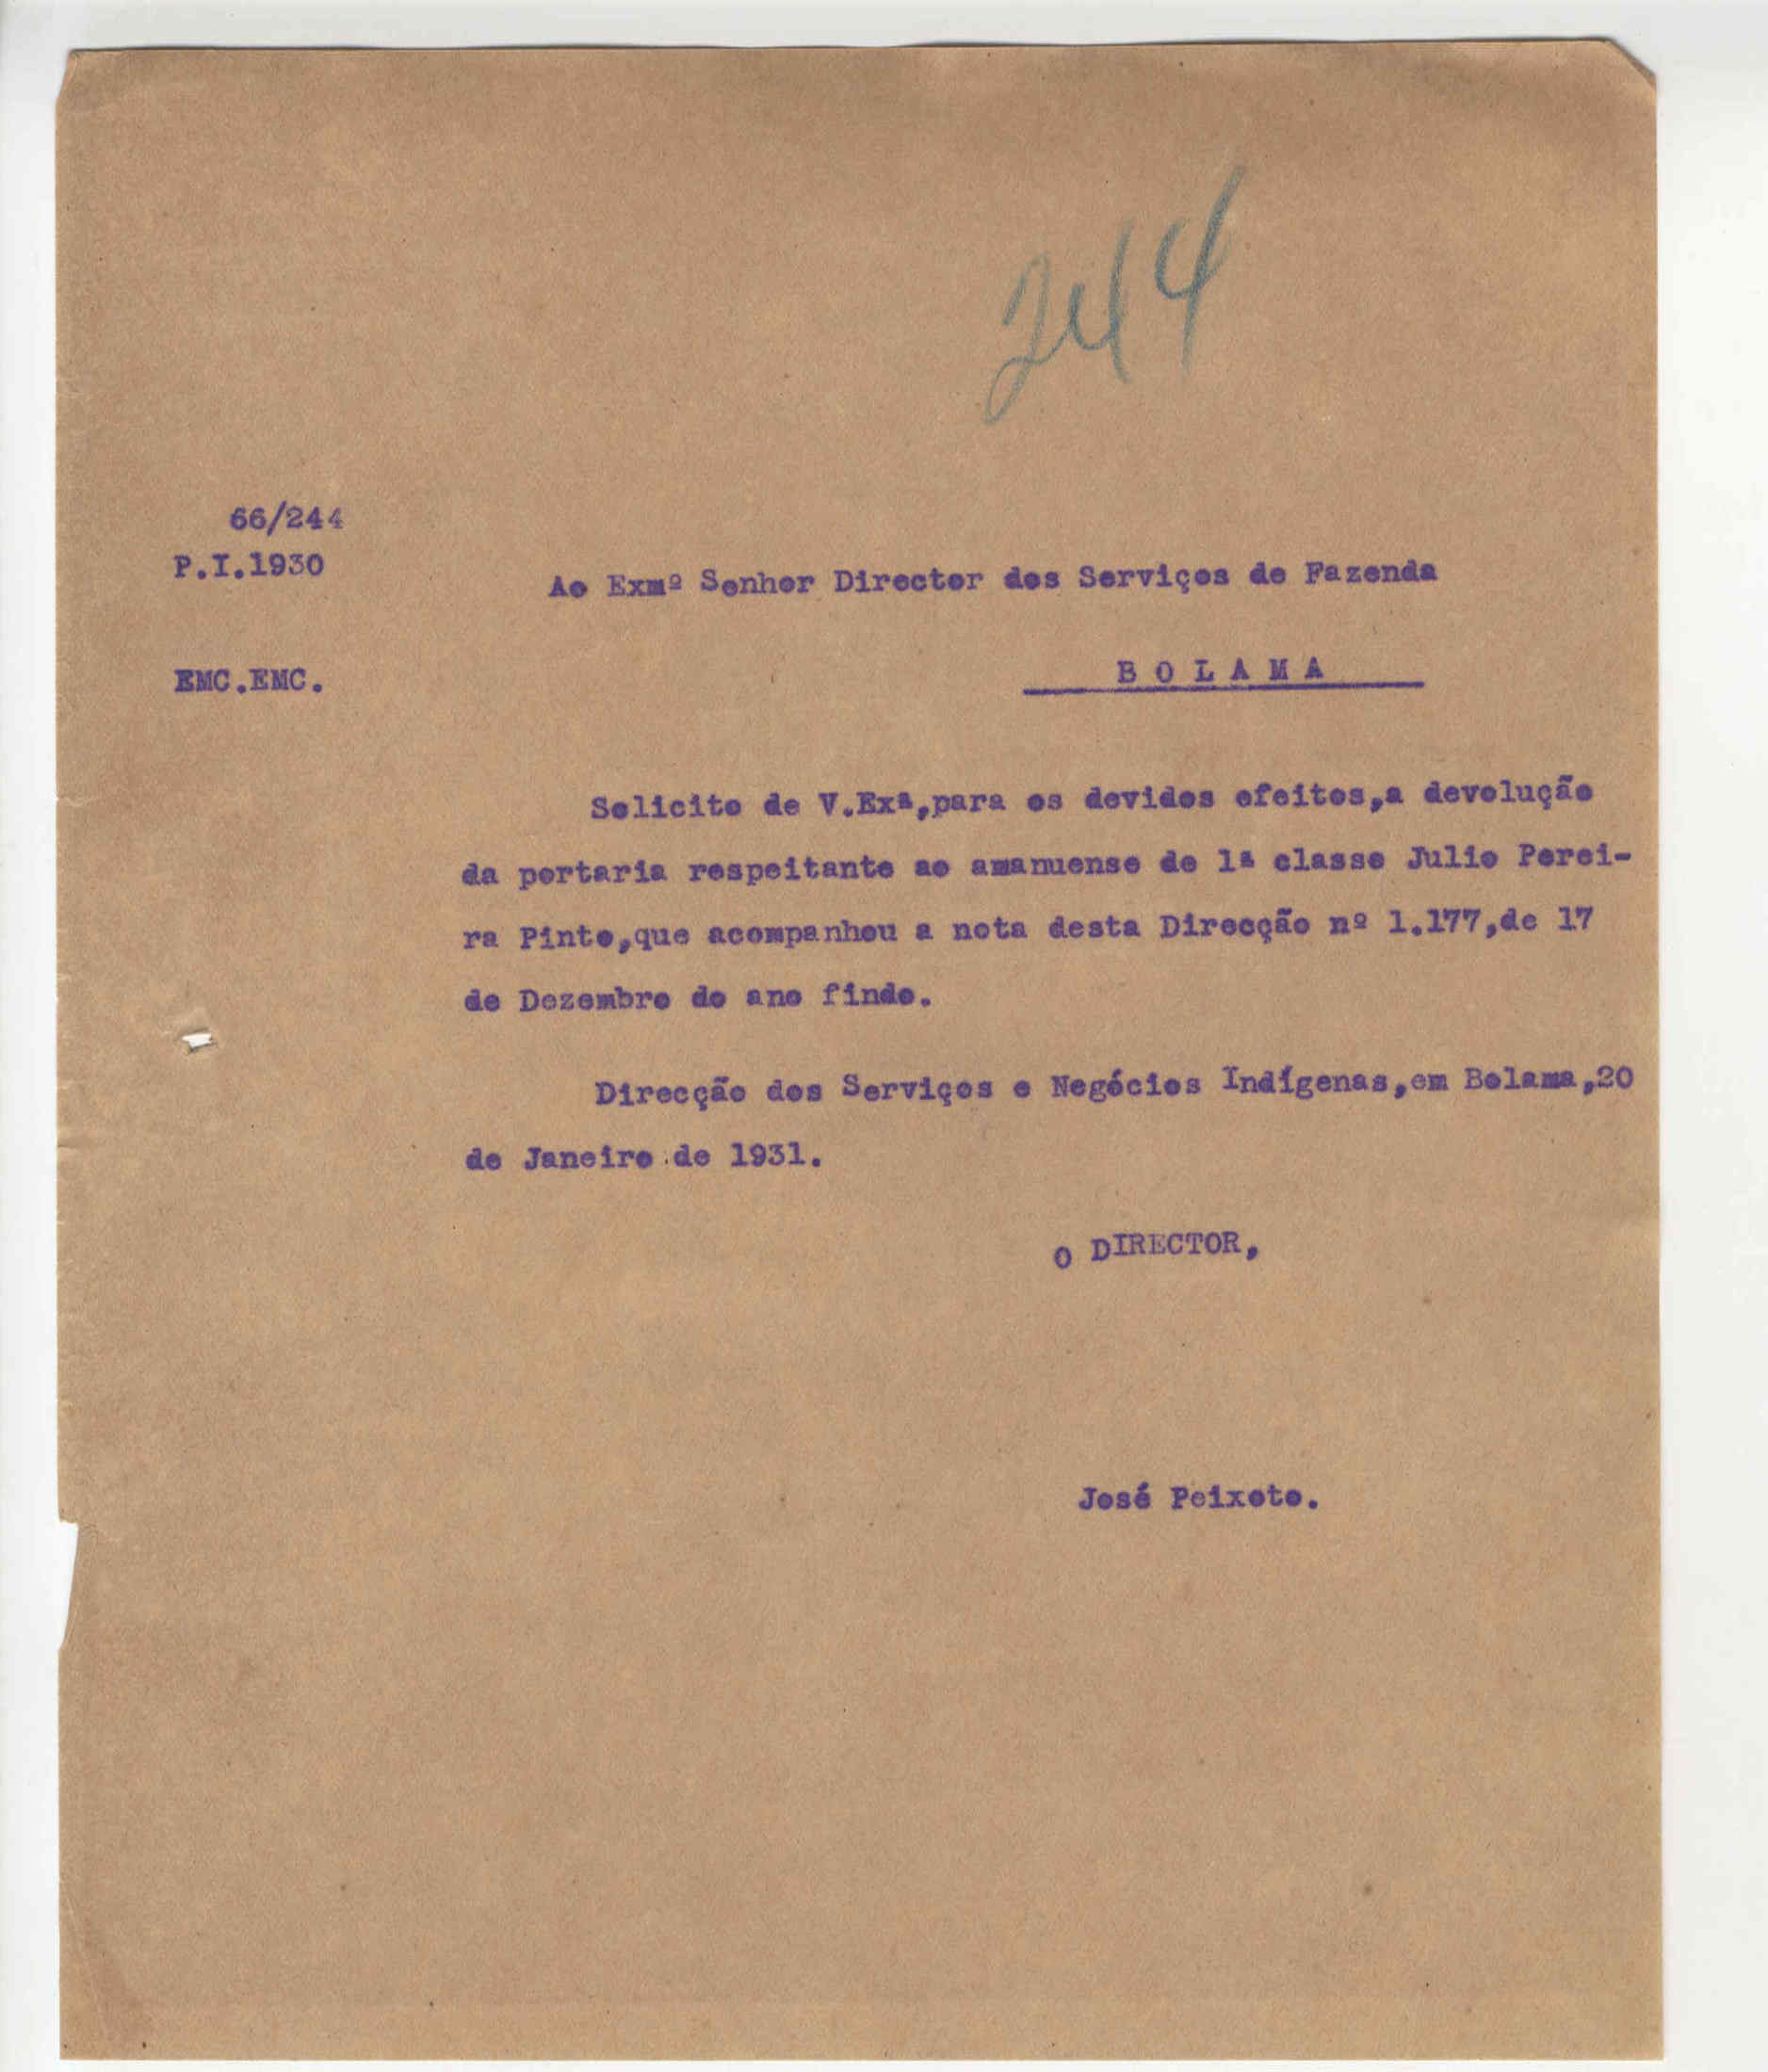 244
66/244
P.I.1930
Ao Exmº Senhor Director dos Serviços de Fazenda
EMC.EMC.
BOLAMA
Solicito de V.Exª,para os devidos efeitos,a devolução
da portaria respeitante ao amanuense de 1ª classe Julio Perei-
ra Pinto,que acompanhou a nota desta Direcção nº 1.177,de 17
de Dezembro do ano findo.
Direcção dos Serviços e Negócios Indígenas,em Bolama,20
de Janeiro de 1931.
O DIRECTOR,
José Peixoto.